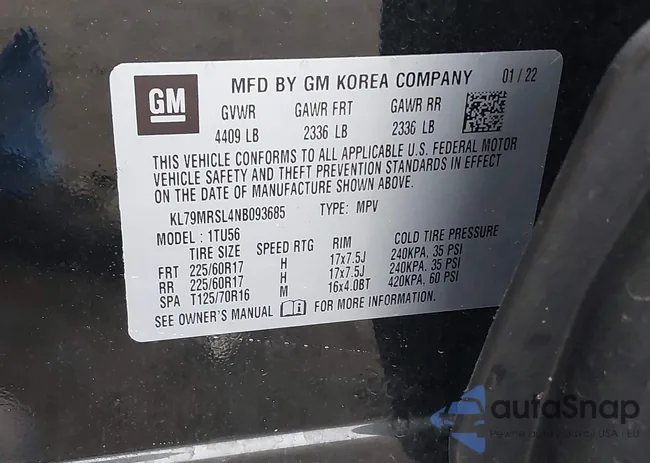 GM
MFD BY GM KOREA COMPANY 01 / 22
GVWR GAWR FRT GAWR RR
4409 LB 2336 LB 2336 LB
THIS VEHICLE CONFORMS TO ALL APPLICABLE U.S. FEDERAL MOTOR
VEHICLE SAFETY AND THEFT PREVENTION STANDARDS IN EFFECT
ON THE DATE OF MANUFACTURE SHOWN ABOVE.
KL79MRSL4NB093685 TYPE: MPV
MODEL : 1TU56
TIRE SIZE SPEED RTG RIM COLD TIRE PRESSURE
FRT 225/60R17 H 17x7.5J 240KPA, 35 PSI
RR 225/60R17 H 17x7.5J 240KPA, 35 PSI
SPA T125/70R16 M 16x4.0BT 420KPA, 60 PSI
SEE OWNER'S MANUAL FOR MORE INFORMATION.
autoSnap